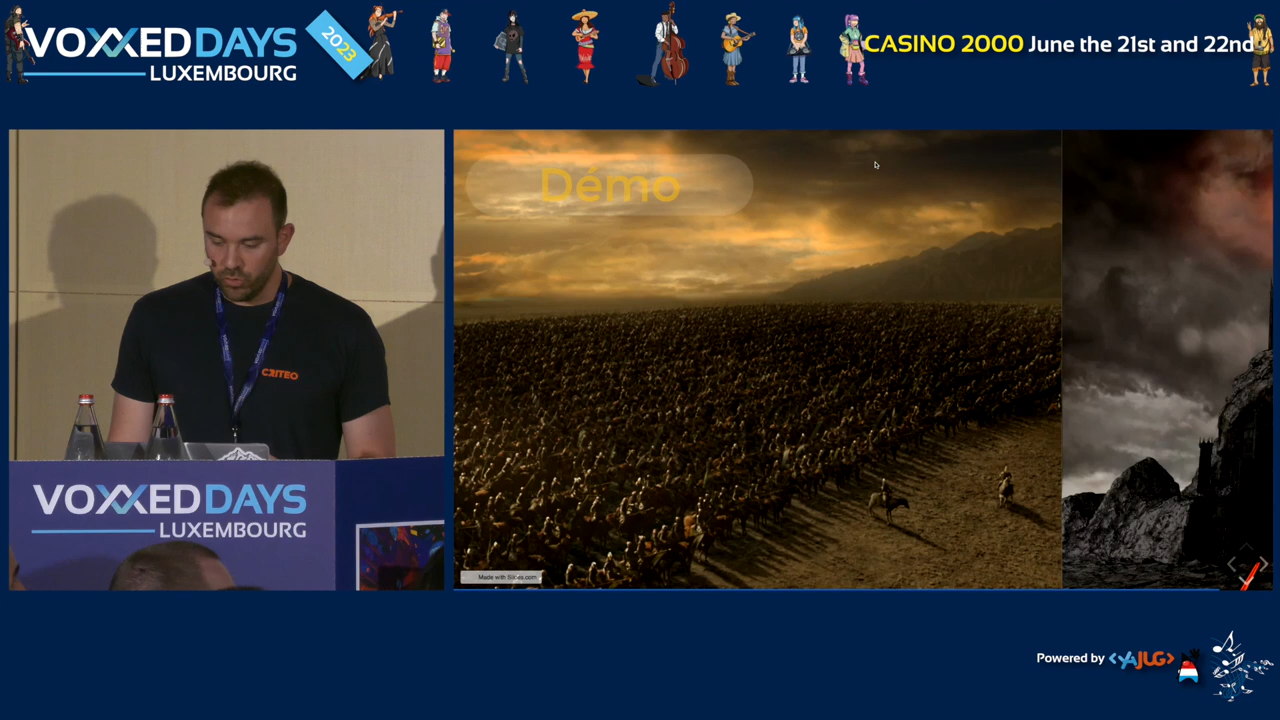 VOXXEDDAYS
LUXEMBOURG
2023
CASINO 2000 June the 21st and 22nd
Démo
CRITEO
VOXXEDDAYS
LUXEMBOURG
Made with Slides.com
Powered by <YAJUG>